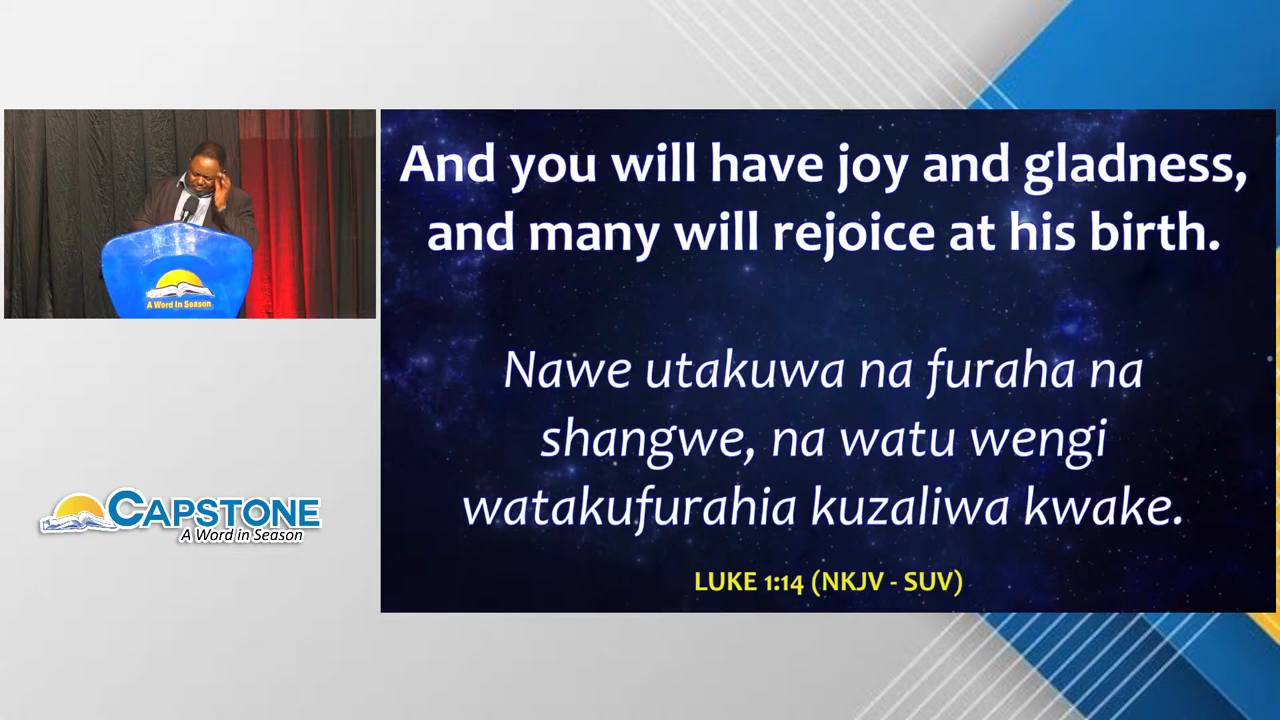 And you will have joy and gladness,
and many will rejoice at his birth.
Nawe utakuwa na furaha na
shangwe, na watu wengi
watakufurahia kuzaliwa kwake.
LUKE 1:14 (NKJV - SUV)
A Word in Season
CAPSTONE
A Word in Season